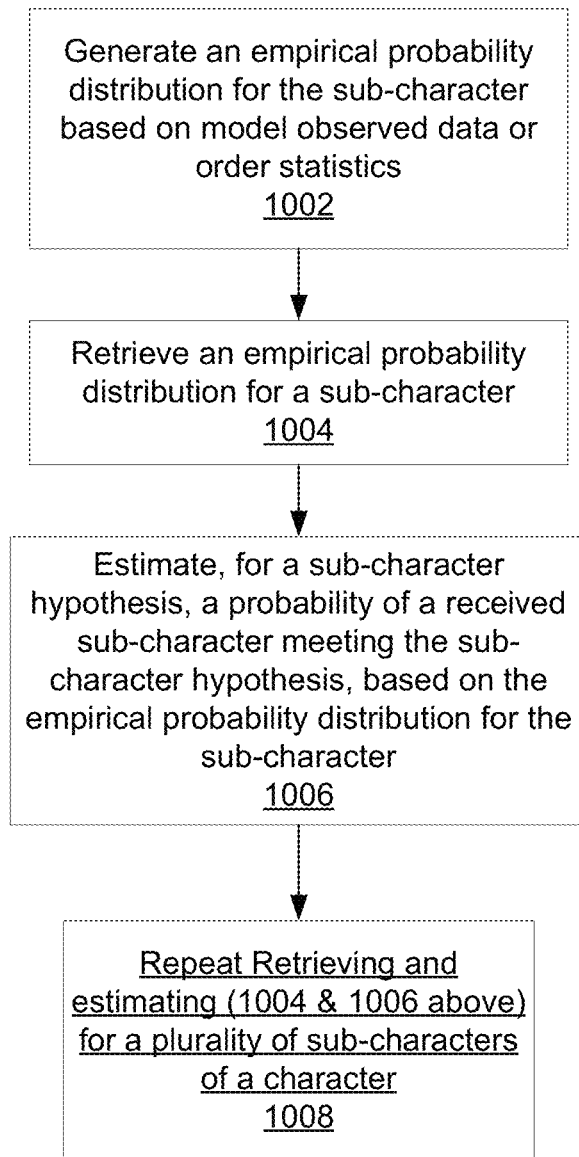 Generate an empirical probability
distribution for the sub-character
based on model observed data or
order statistics
1002
Retrieve an empirical probability
distribution for a sub-character
1004
Estimate, for a sub-character
hypothesis, a probability of a received
sub-character meeting the sub-
character hypothesis, based on the
empirical probability distribution for the
sub-character
1006
Repeat Retrieving and
estimating (1004 & 1006 above)
for a plurality of sub-characters
of a character
1008